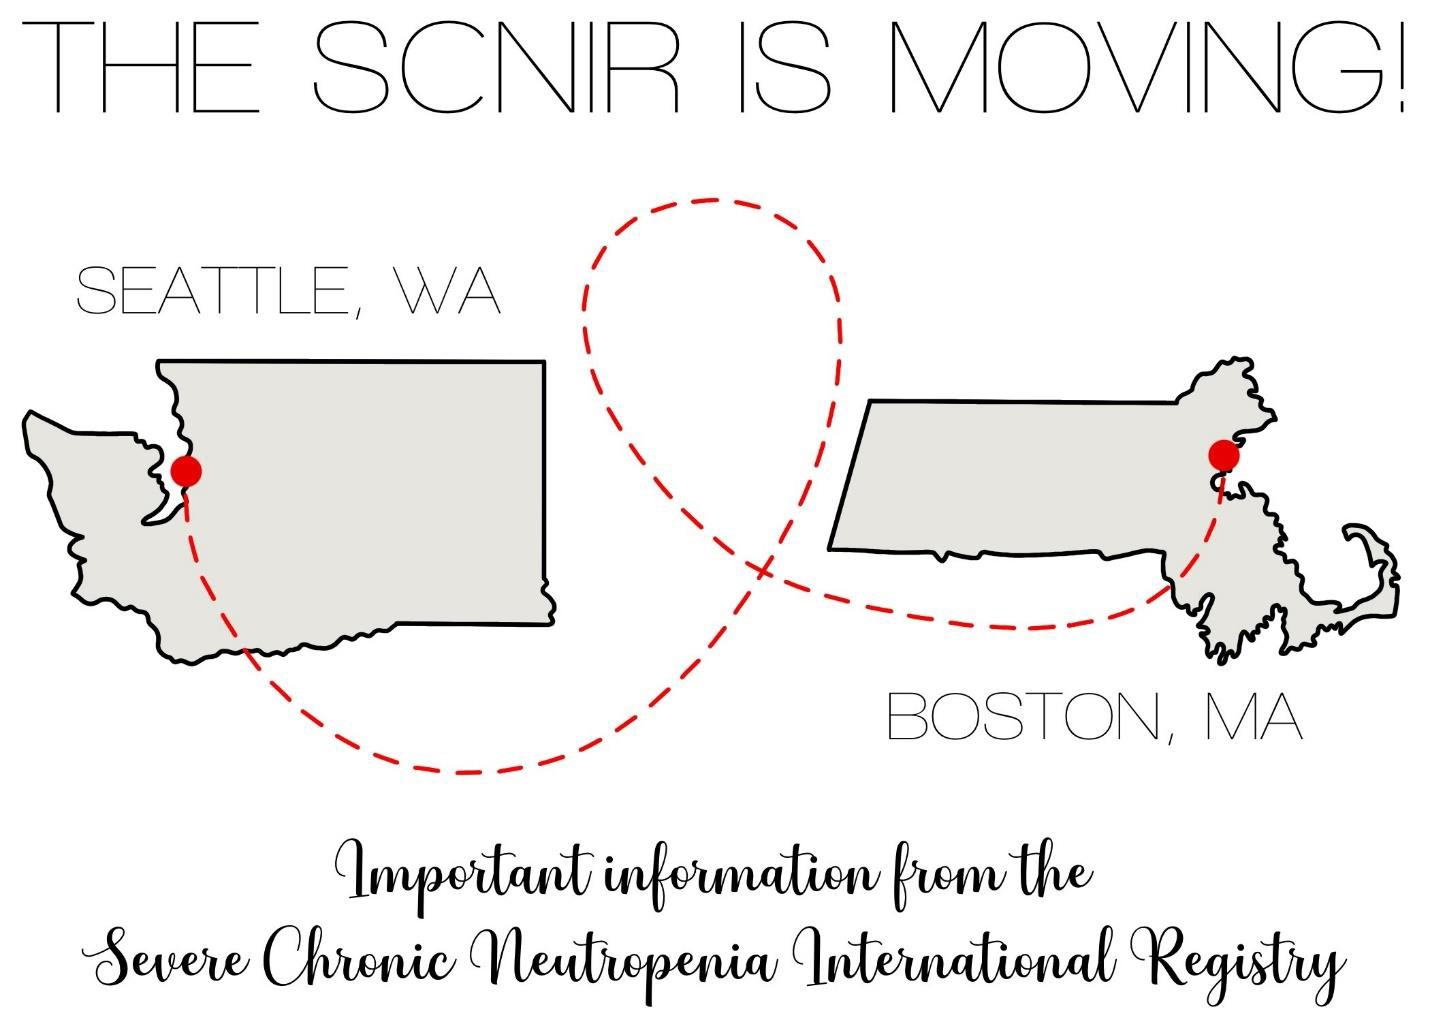 THE SCNIR IS MOVING!
SEATTLE, WA
BOSTON, MA
Important information from the
Severe Chronic Neutropenia International Registry